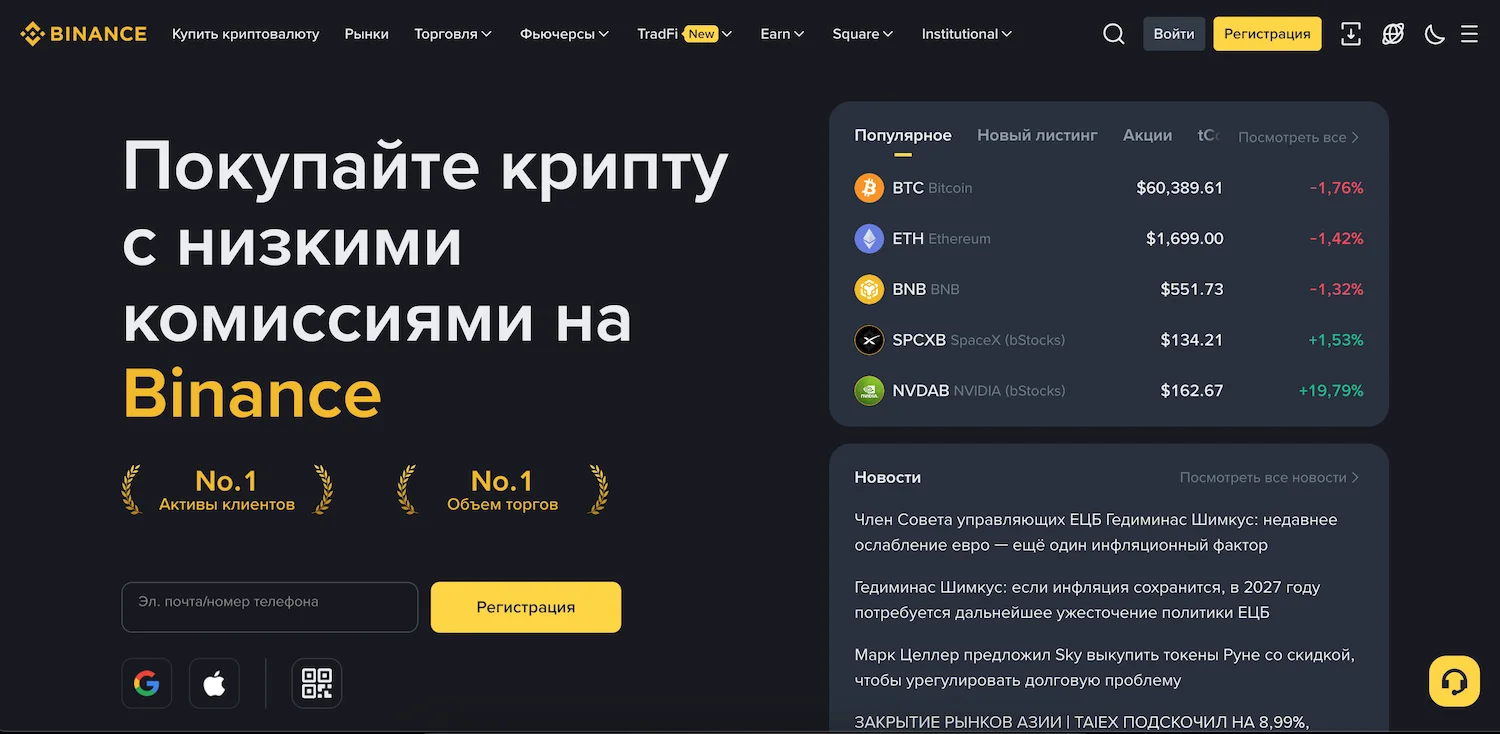 BINANCE Купить криптовалюту Рынки Торговля Фьючерсы TradFi New Earn Square Institutional Войти Регистрация
Покупайте крипту
с низкими
комиссиями на
Binance
No.1
Активы клиентов
No.1
Объем торгов
Эл. почта/номер телефона
Регистрация
Популярное Новый листинг Акции Посмотреть все
BTC Bitcoin $60,389.61 -1,76%
ETH Ethereum $1,699.00 -1,42%
BNB BNB $551.73 -1,32%
SPCXB SpaceX (bStocks) $134.21 +1,53%
NVDAB NVIDIA (bStocks) $162.67 +19,79%
Новости Посмотреть все новости
Член Совета управляющих ЕЦБ Гедиминас Шимкус: недавнее
ослабление евро — ещё один инфляционный фактор
Гедиминас Шимкус: если инфляция сохранится, в 2027 году
потребуется дальнейшее ужесточение политики ЕЦБ
Марк Целлер предложил Sky выкупить токены Руне со скидкой,
чтобы урегулировать долговую проблему
ЗАКРЫТИЕ РЫНКОВ АЗИИ | TAIEX ПОДСКОЧИЛ НА 8,99%,